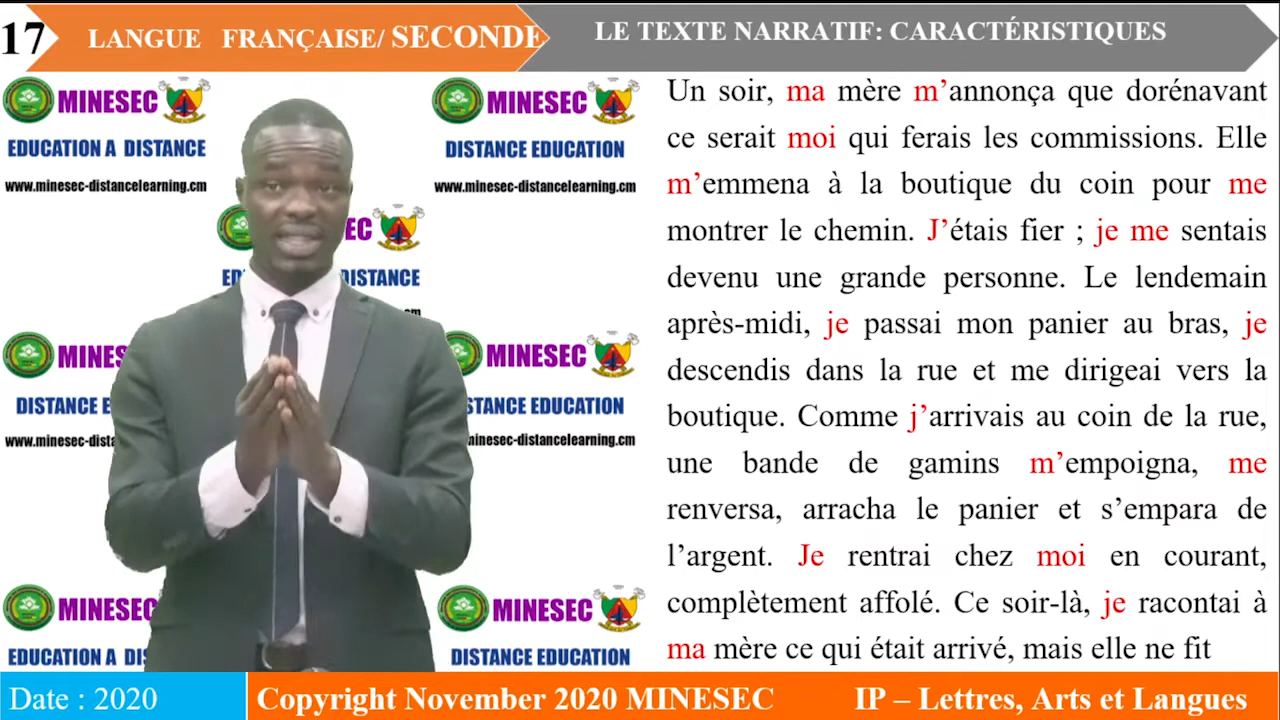 17
LANGUE FRANÇAISE/ SECONDE
LE TEXTE NARRATIF: CARACTÉRISTIQUES
MINESEC
EDUCATION A DISTANCE
www.minesec-distancelearning.cm
MINESEC
DISTANCE EDUCATION
www.minesec-distancelearning.cm
EC
ED
DISTANCE
MINES
DISTANCE E
www.minesec-dista
MINESEC
STANCE EDUCATION
minesec-distancelearning.cm
MINESEC
EDUCATION A DIS
MINESEC
DISTANCE EDUCATION
Un soir, ma mère m’annonça que dorénavant
ce serait moi qui ferais les commissions. Elle
m’emmena à la boutique du coin pour me
montrer le chemin. J’étais fier ; je me sentais
devenu une grande personne. Le lendemain
après-midi, je passai mon panier au bras, je
descendis dans la rue et me dirigeai vers la
boutique. Comme j’arrivais au coin de la rue,
une bande de gamins m’empoigna, me
renversa, arracha le panier et s’empara de
l’argent. Je rentrai chez moi en courant,
complètement affolé. Ce soir-là, je racontai à
ma mère ce qui était arrivé, mais elle ne fit
Date : 2020
Copyright November 2020 MINESEC
IP – Lettres, Arts et Langues